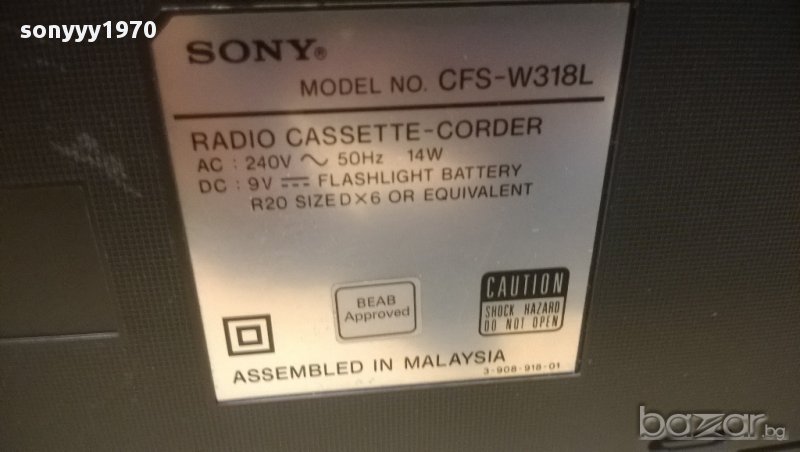 sonyyy1970
SONY®
MODEL NO. CFS-W318L
RADIO CASSETTE-CORDER
AC : 240V ～ 50Hz 14W
DC : 9V ⎓ FLASHLIGHT BATTERY
R20 SIZE D×6 OR EQUIVALENT
BEAB
Approved
CAUTION
SHOCK HAZARD
DO NOT OPEN
ASSEMBLED IN MALAYSIA
3-908-918-01
bazar.bg